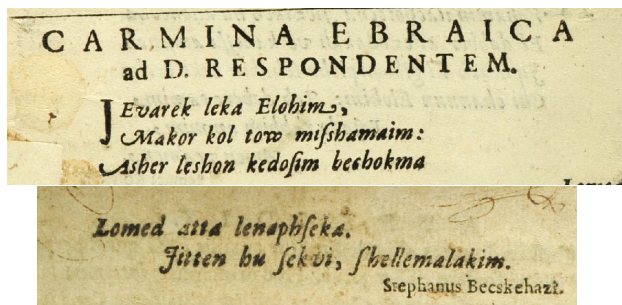 CARMINA EBRAICA
ad D. RESPONDENTEM.
JEvarek leka Elohim,
Makor kol tow miſshamaim:
Asher leshon kedoſim bechokma
Lomed atta lenaphſeka.
Jitten hu ſekvi, ſhellemalakim.
Stephanus Becskehazi.